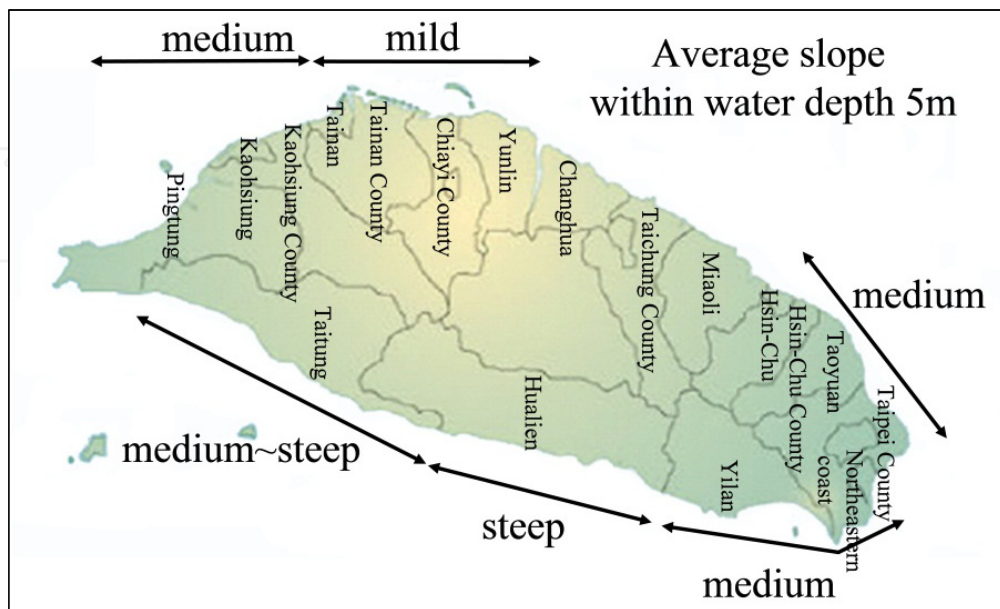 medium
mild
Average slope
within water depth 5m
Pingtung
Kaohsiung
Kaohsiung County
Tainan
Tainan County
Chiayi County
Yunlin
Changhua
Taichung County
Miaoli
Hsin-Chu
Hsin-Chu County
Taoyuan
Taipei County
Northeastern
coast
Taitung
Hualien
Yilan
medium
medium~steep
steep
medium